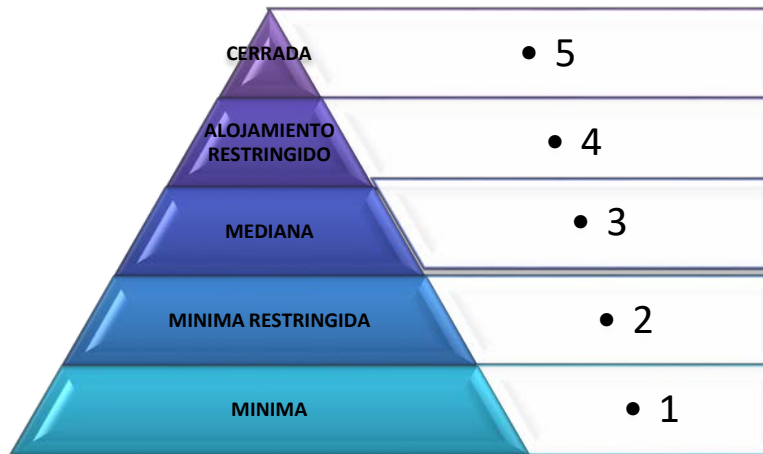 CERRADA
• 5
ALOJAMIENTO
RESTRINGIDO
• 4
MEDIANA
• 3
MINIMA RESTRINGIDA
• 2
MINIMA
• 1